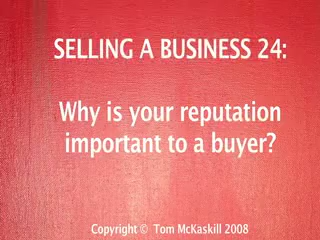 SELLING A BUSINESS 24:
Why is your reputation
important to a buyer?
Copyright © Tom McKaskill 2008